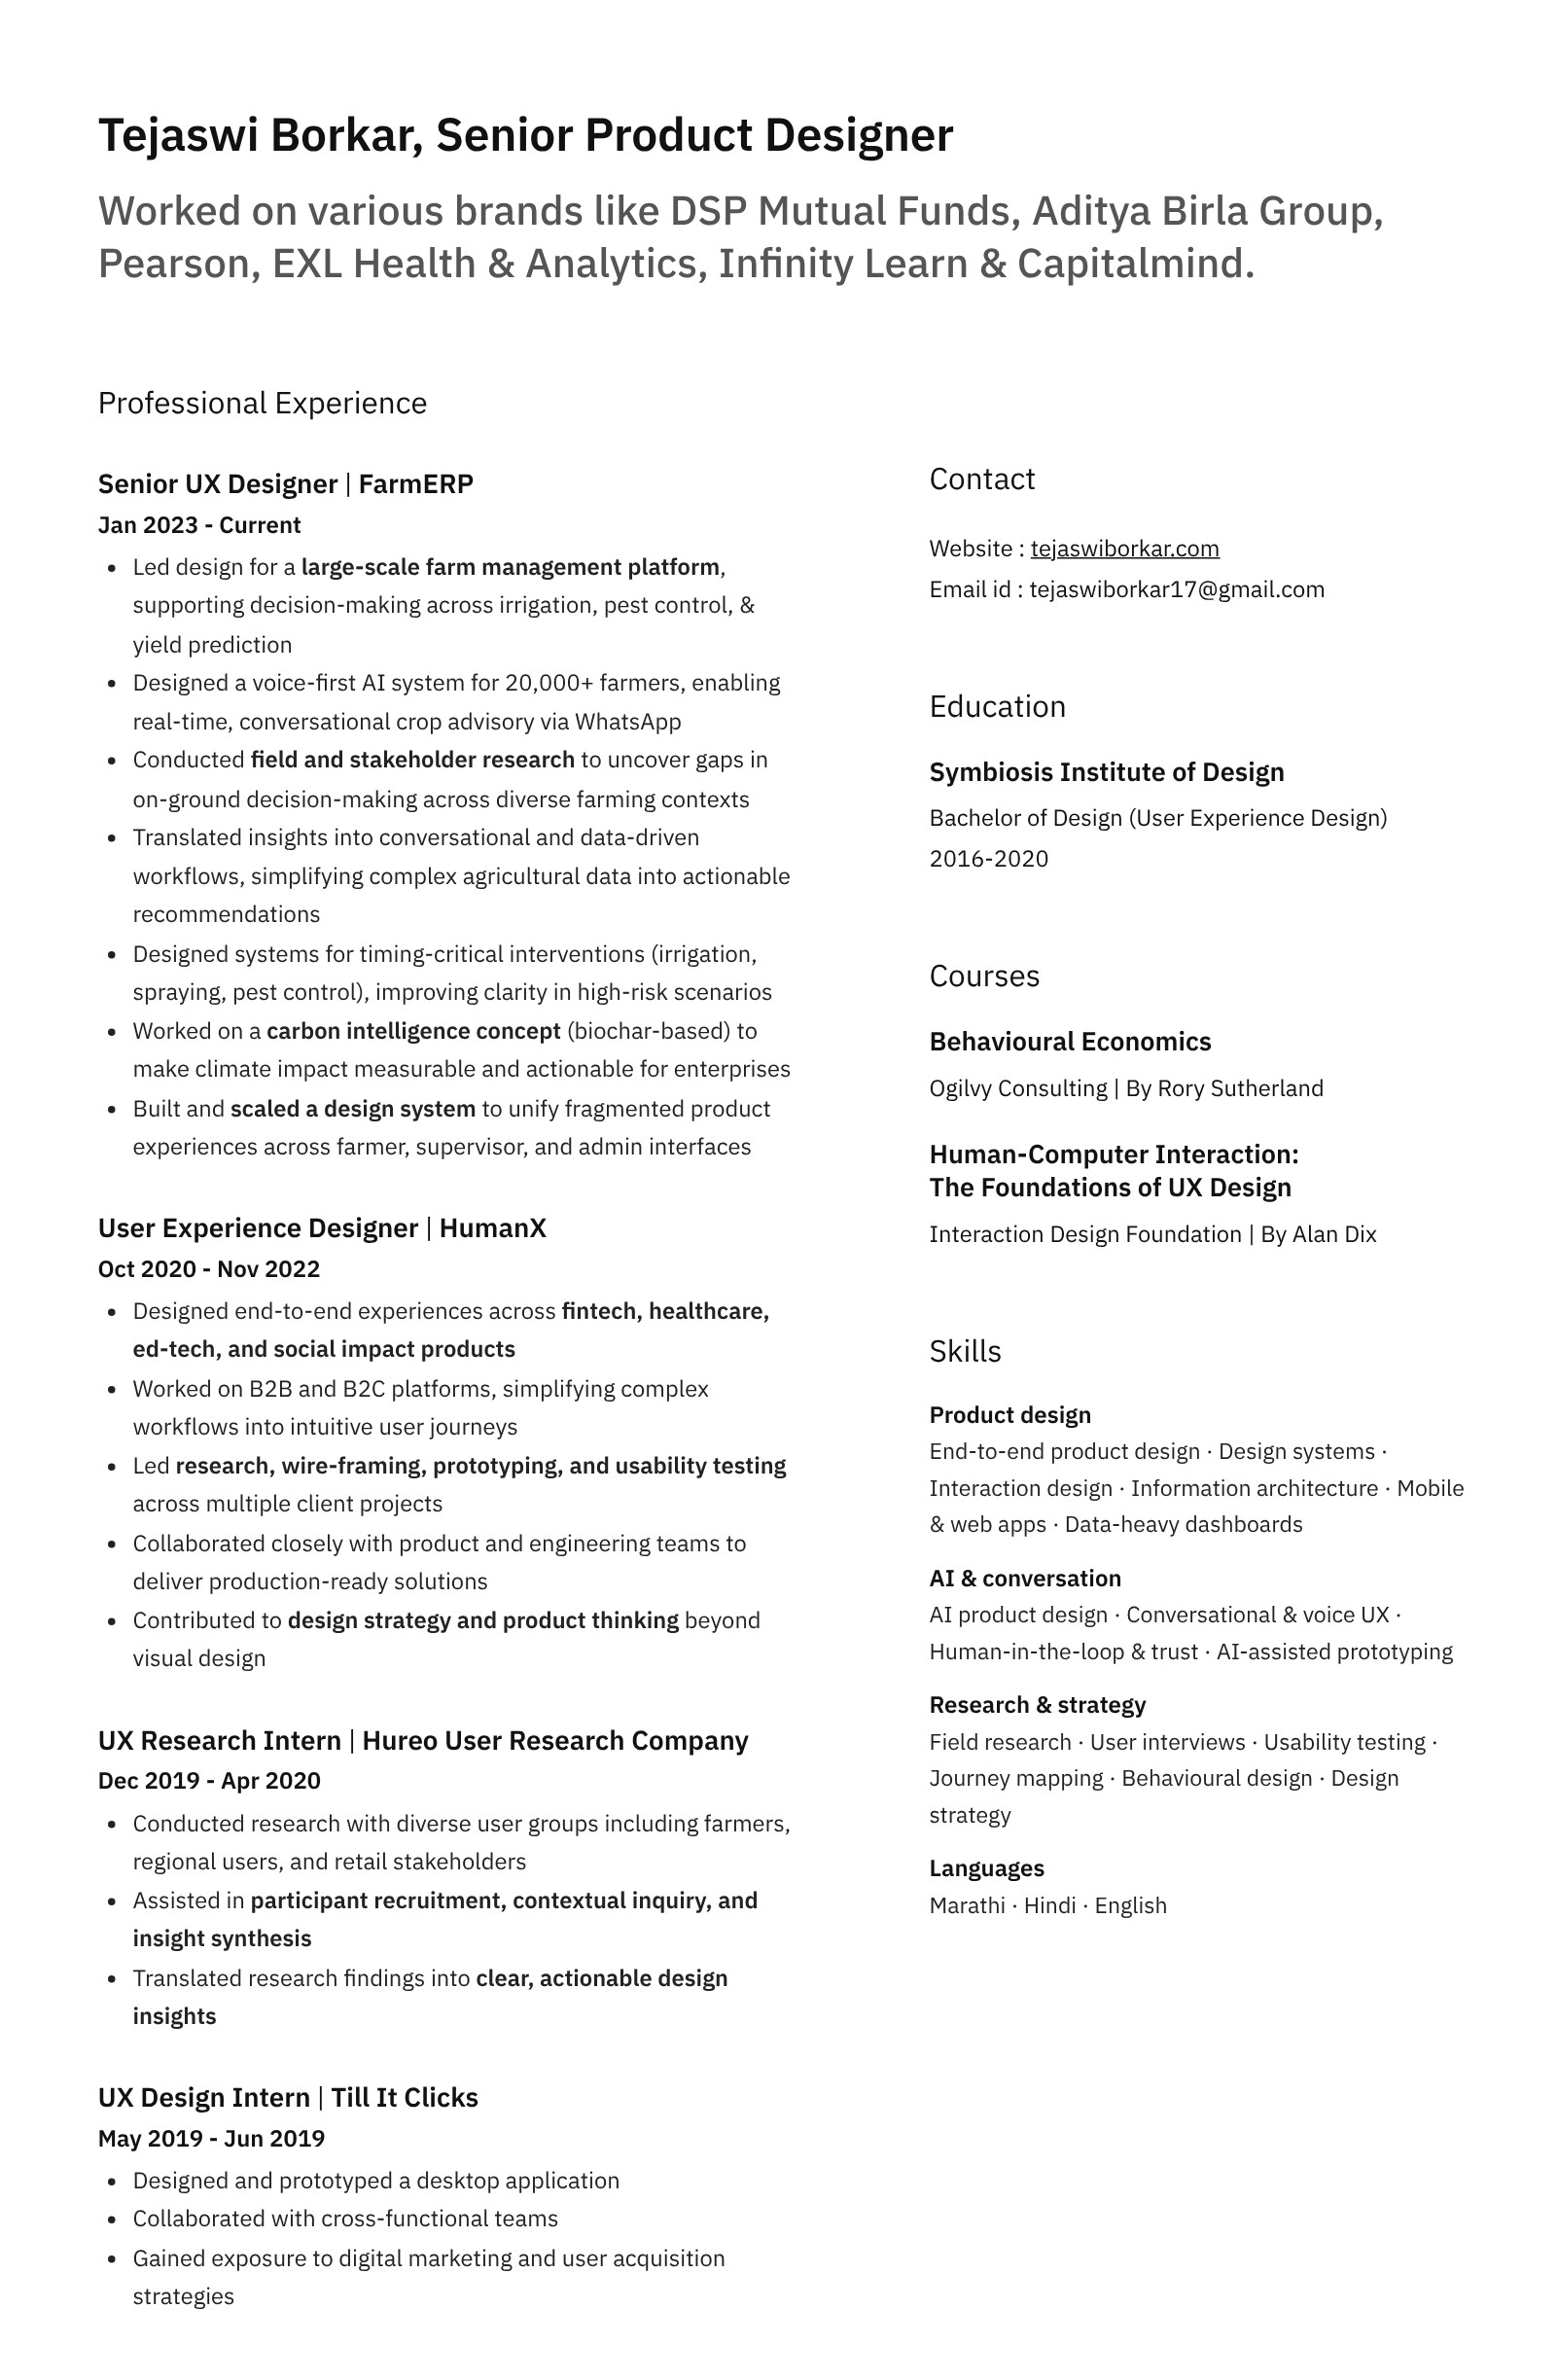 Tejaswi Borkar, Senior Product Designer
Worked on various brands like DSP Mutual Funds, Aditya Birla Group,
Pearson, EXL Health & Analytics, Infinity Learn & Capitalmind.
Professional Experience
Senior UX Designer | FarmERP
Jan 2023 - Current
• Led design for a large-scale farm management platform,
supporting decision-making across irrigation, pest control, &
yield prediction
• Designed a voice-first AI system for 20,000+ farmers, enabling
real-time, conversational crop advisory via WhatsApp
• Conducted field and stakeholder research to uncover gaps in
on-ground decision-making across diverse farming contexts
• Translated insights into conversational and data-driven
workflows, simplifying complex agricultural data into actionable
recommendations
• Designed systems for timing-critical interventions (irrigation,
spraying, pest control), improving clarity in high-risk scenarios
• Worked on a carbon intelligence concept (biochar-based) to
make climate impact measurable and actionable for enterprises
• Built and scaled a design system to unify fragmented product
experiences across farmer, supervisor, and admin interfaces
User Experience Designer | HumanX
Oct 2020 - Nov 2022
• Designed end-to-end experiences across fintech, healthcare,
ed-tech, and social impact products
• Worked on B2B and B2C platforms, simplifying complex
workflows into intuitive user journeys
• Led research, wire-framing, prototyping, and usability testing
across multiple client projects
• Collaborated closely with product and engineering teams to
deliver production-ready solutions
• Contributed to design strategy and product thinking beyond
visual design
UX Research Intern | Hureo User Research Company
Dec 2019 - Apr 2020
• Conducted research with diverse user groups including farmers,
regional users, and retail stakeholders
• Assisted in participant recruitment, contextual inquiry, and
insight synthesis
• Translated research findings into clear, actionable design
insights
UX Design Intern | Till It Clicks
May 2019 - Jun 2019
• Designed and prototyped a desktop application
• Collaborated with cross-functional teams
• Gained exposure to digital marketing and user acquisition
strategies
Contact
Website : tejaswiborkar.com
Email id : tejaswiborkar17@gmail.com
Education
Symbiosis Institute of Design
Bachelor of Design (User Experience Design)
2016-2020
Courses
Behavioural Economics
Ogilvy Consulting | By Rory Sutherland
Human-Computer Interaction:
The Foundations of UX Design
Interaction Design Foundation | By Alan Dix
Skills
Product design
End-to-end product design · Design systems ·
Interaction design · Information architecture · Mobile
& web apps · Data-heavy dashboards
AI & conversation
AI product design · Conversational & voice UX ·
Human-in-the-loop & trust · AI-assisted prototyping
Research & strategy
Field research · User interviews · Usability testing ·
Journey mapping · Behavioural design · Design
strategy
Languages
Marathi · Hindi · English